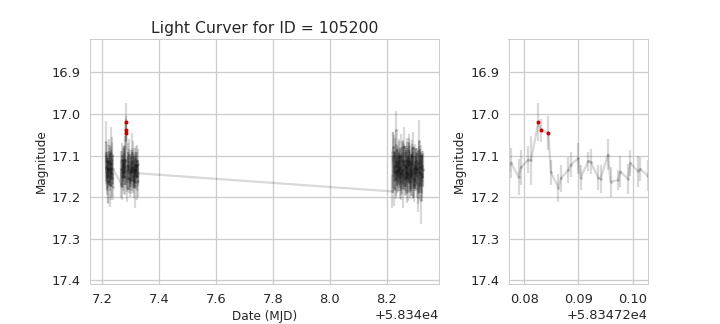 Light Curver for ID = 105200
Magnitude
16.9
17.0
17.1
17.2
17.3
17.4
7.2 7.4 7.6 7.8 8.0 8.2
Date (MJD)
+5.834e4
Magnitude
16.9
17.0
17.1
17.2
17.3
17.4
0.08 0.09 0.10
+5.83472e4